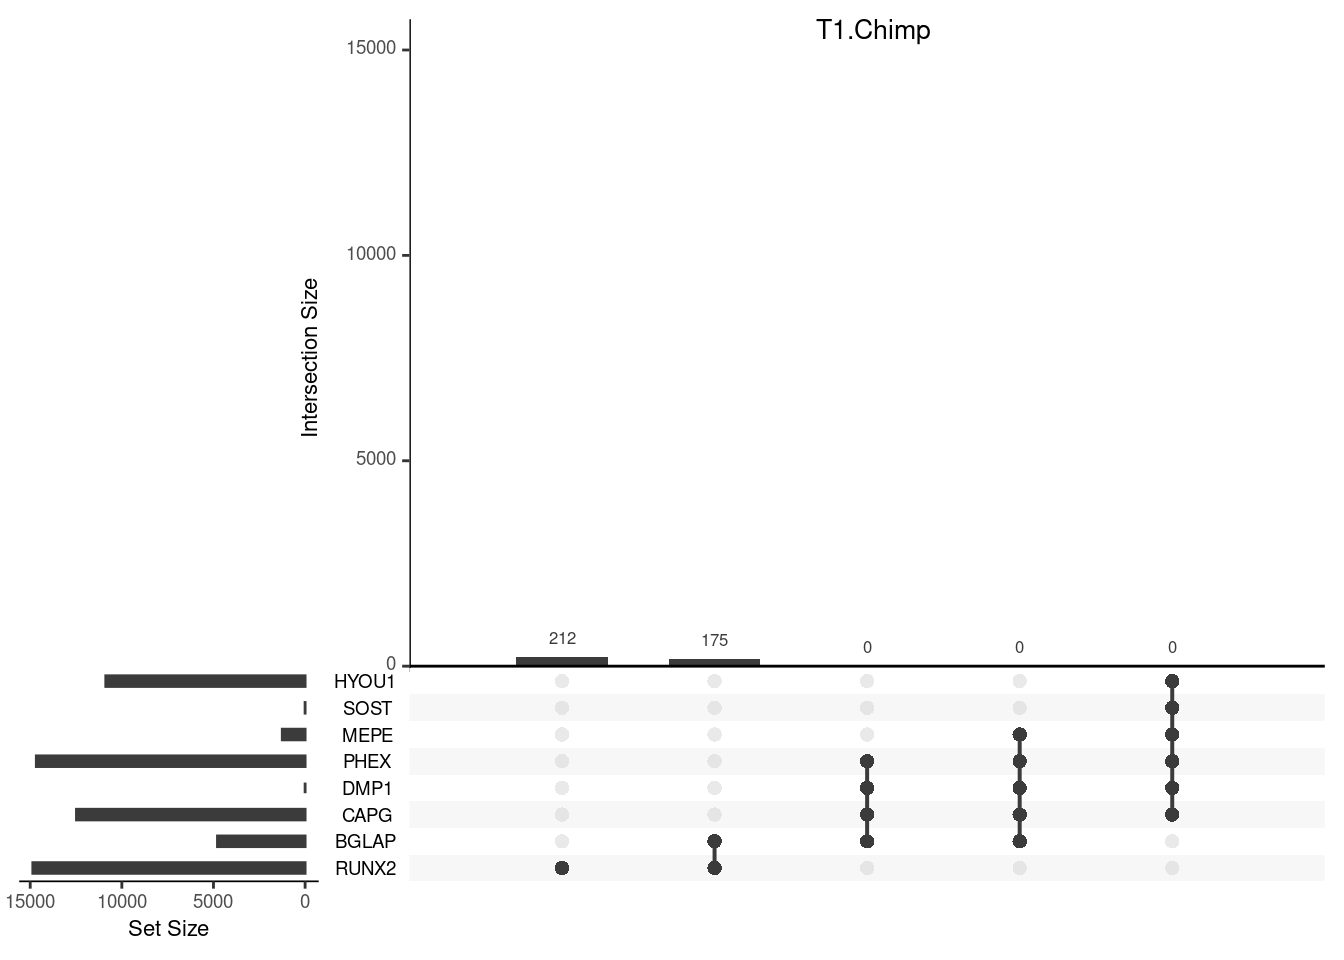 T1.Chimp
15000
10000
5000
0
Intersection Size
212
175
0
0
0
HYOU1
SOST
MEPE
PHEX
DMP1
CAPG
BGLAP
RUNX2
15000 10000 5000 0
Set Size